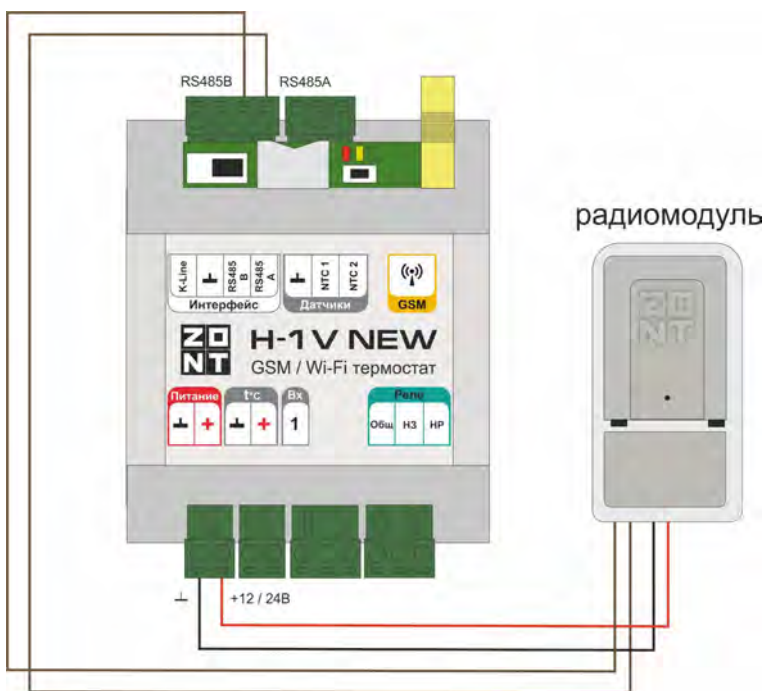 RS485B
RS485A
радиомодуль
K-Line
RS485
B
RS485
A
NTC 1
NTC 2
Интерфейс
Датчики
GSM
ZONT
H-1V NEW
GSM / Wi-Fi термостат
Питание
t°C
Вх
Реле
+
+
1
Общ
НЗ
НР
+12 / 24В
ZONT